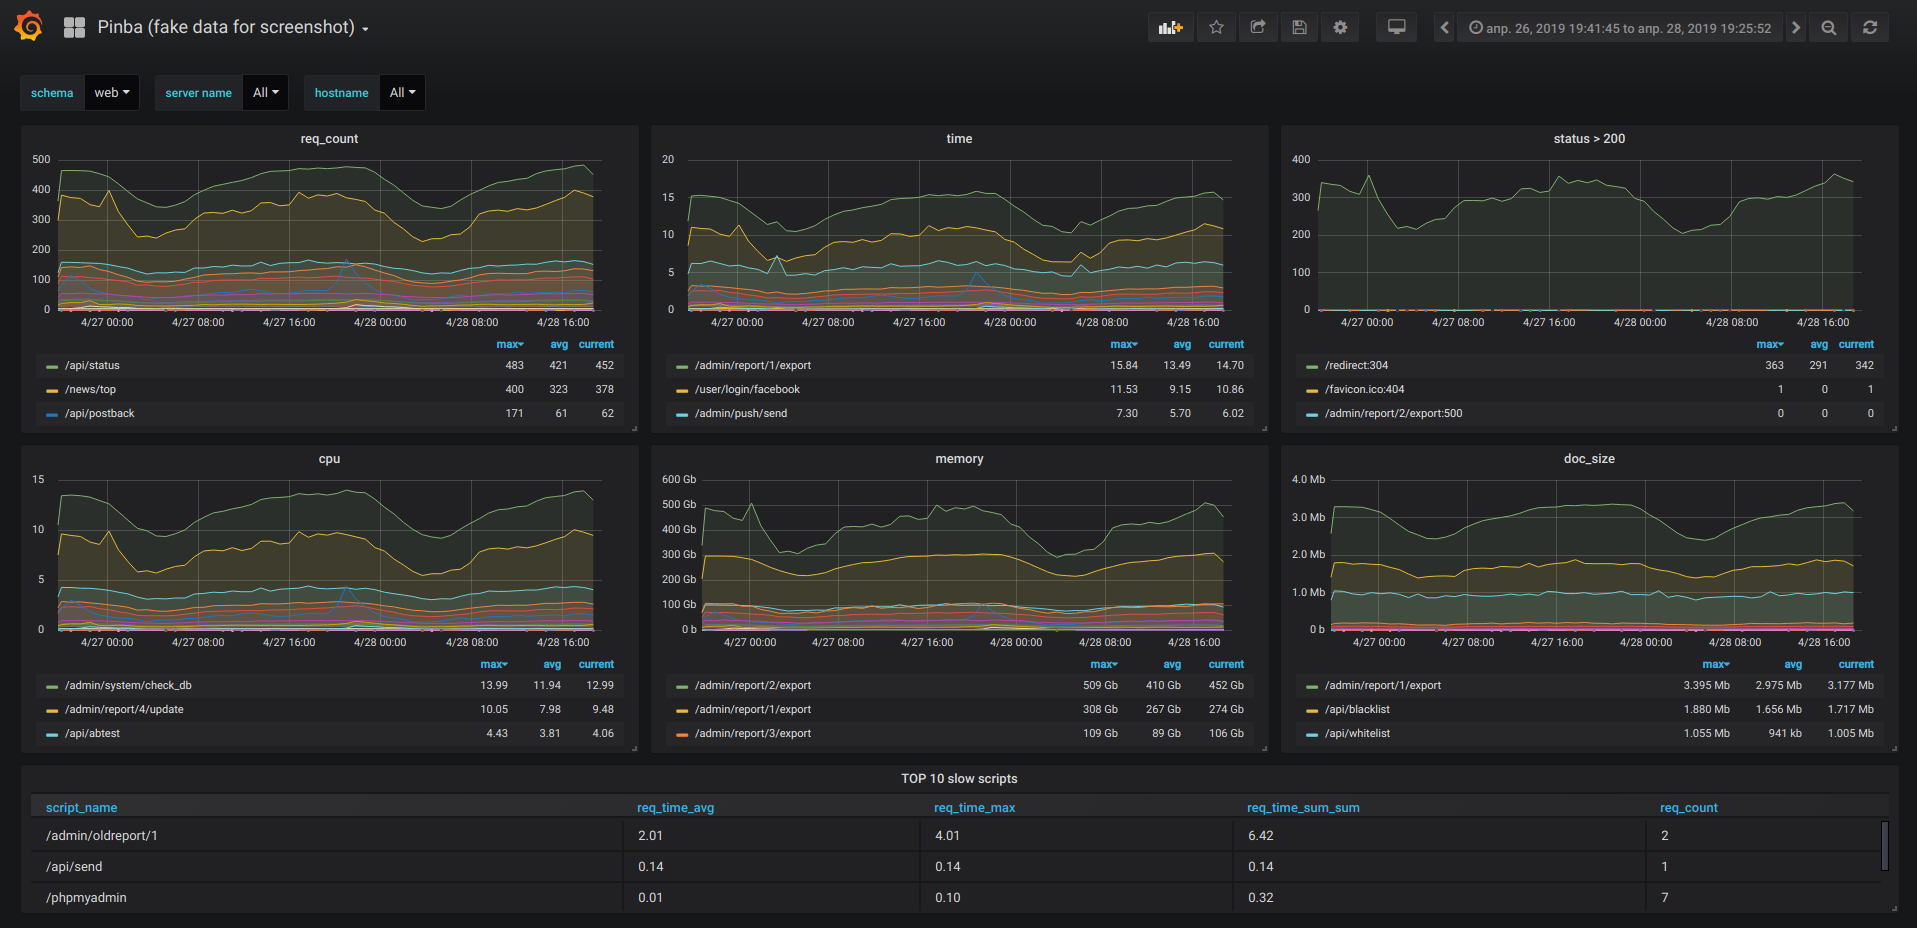 Pinba (fake data for screenshot)
апр. 26, 2019 19:41:45 to апр. 28, 2019 19:25:52
schema web server name All hostname All
req_count
500
400
300
200
100
0
4/27 00:00 4/27 08:00 4/27 16:00 4/28 00:00 4/28 08:00 4/28 16:00
max avg current
/api/status 483 421 452
/news/top 400 323 378
/api/postback 171 61 62
time
20
15
10
5
0
4/27 00:00 4/27 08:00 4/27 16:00 4/28 00:00 4/28 08:00 4/28 16:00
max avg current
/admin/report/1/export 15.84 13.49 14.70
/user/login/facebook 11.53 9.15 10.86
/admin/push/send 7.30 5.70 6.02
status > 200
400
300
200
100
0
4/27 00:00 4/27 08:00 4/27 16:00 4/28 00:00 4/28 08:00 4/28 16:00
max avg current
/redirect:304 363 291 342
/favicon.ico:404 1 0 1
/admin/report/2/export:500 0 0 0
cpu
15
10
5
0
4/27 00:00 4/27 08:00 4/27 16:00 4/28 00:00 4/28 08:00 4/28 16:00
max avg current
/admin/system/check_db 13.99 11.94 12.99
/admin/report/4/update 10.05 7.98 9.48
/api/abtest 4.43 3.81 4.06
memory
600 Gb
500 Gb
400 Gb
300 Gb
200 Gb
100 Gb
0 b
4/27 00:00 4/27 08:00 4/27 16:00 4/28 00:00 4/28 08:00 4/28 16:00
max avg current
/admin/report/2/export 509 Gb 410 Gb 452 Gb
/admin/report/1/export 308 Gb 267 Gb 274 Gb
/admin/report/3/export 109 Gb 89 Gb 106 Gb
doc_size
4.0 Mb
3.0 Mb
2.0 Mb
1.0 Mb
0 b
4/27 00:00 4/27 08:00 4/27 16:00 4/28 00:00 4/28 08:00 4/28 16:00
max avg current
/admin/report/1/export 3.395 Mb 2.975 Mb 3.177 Mb
/api/blacklist 1.880 Mb 1.656 Mb 1.717 Mb
/api/whitelist 1.055 Mb 941 kb 1.005 Mb
TOP 10 slow scripts
script_name req_time_avg req_time_max req_time_sum_sum req_count
/admin/oldreport/1 2.01 4.01 6.42 2
/api/send 0.14 0.14 0.14 1
/phpmyadmin 0.01 0.10 0.32 7